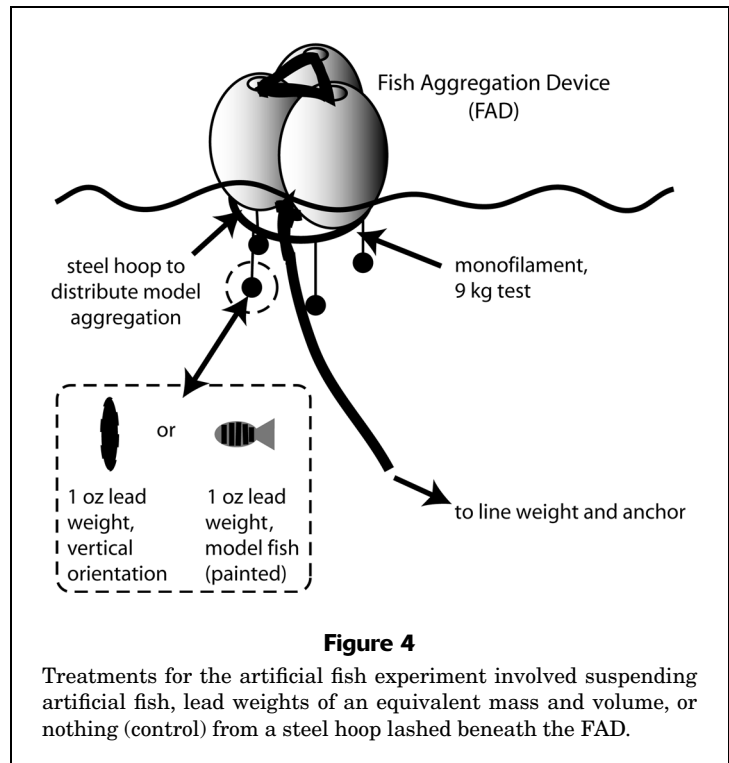 Fish Aggregation Device
(FAD)
steel hoop to
distribute model
aggregation
monofilament,
9 kg test
or
1 oz lead
weight,
vertical
orientation
1 oz lead
weight,
model fish
(painted)
to line weight and anchor
Figure 4
Treatments for the artificial fish experiment involved suspending
artificial fish, lead weights of an equivalent mass and volume, or
nothing (control) from a steel hoop lashed beneath the FAD.